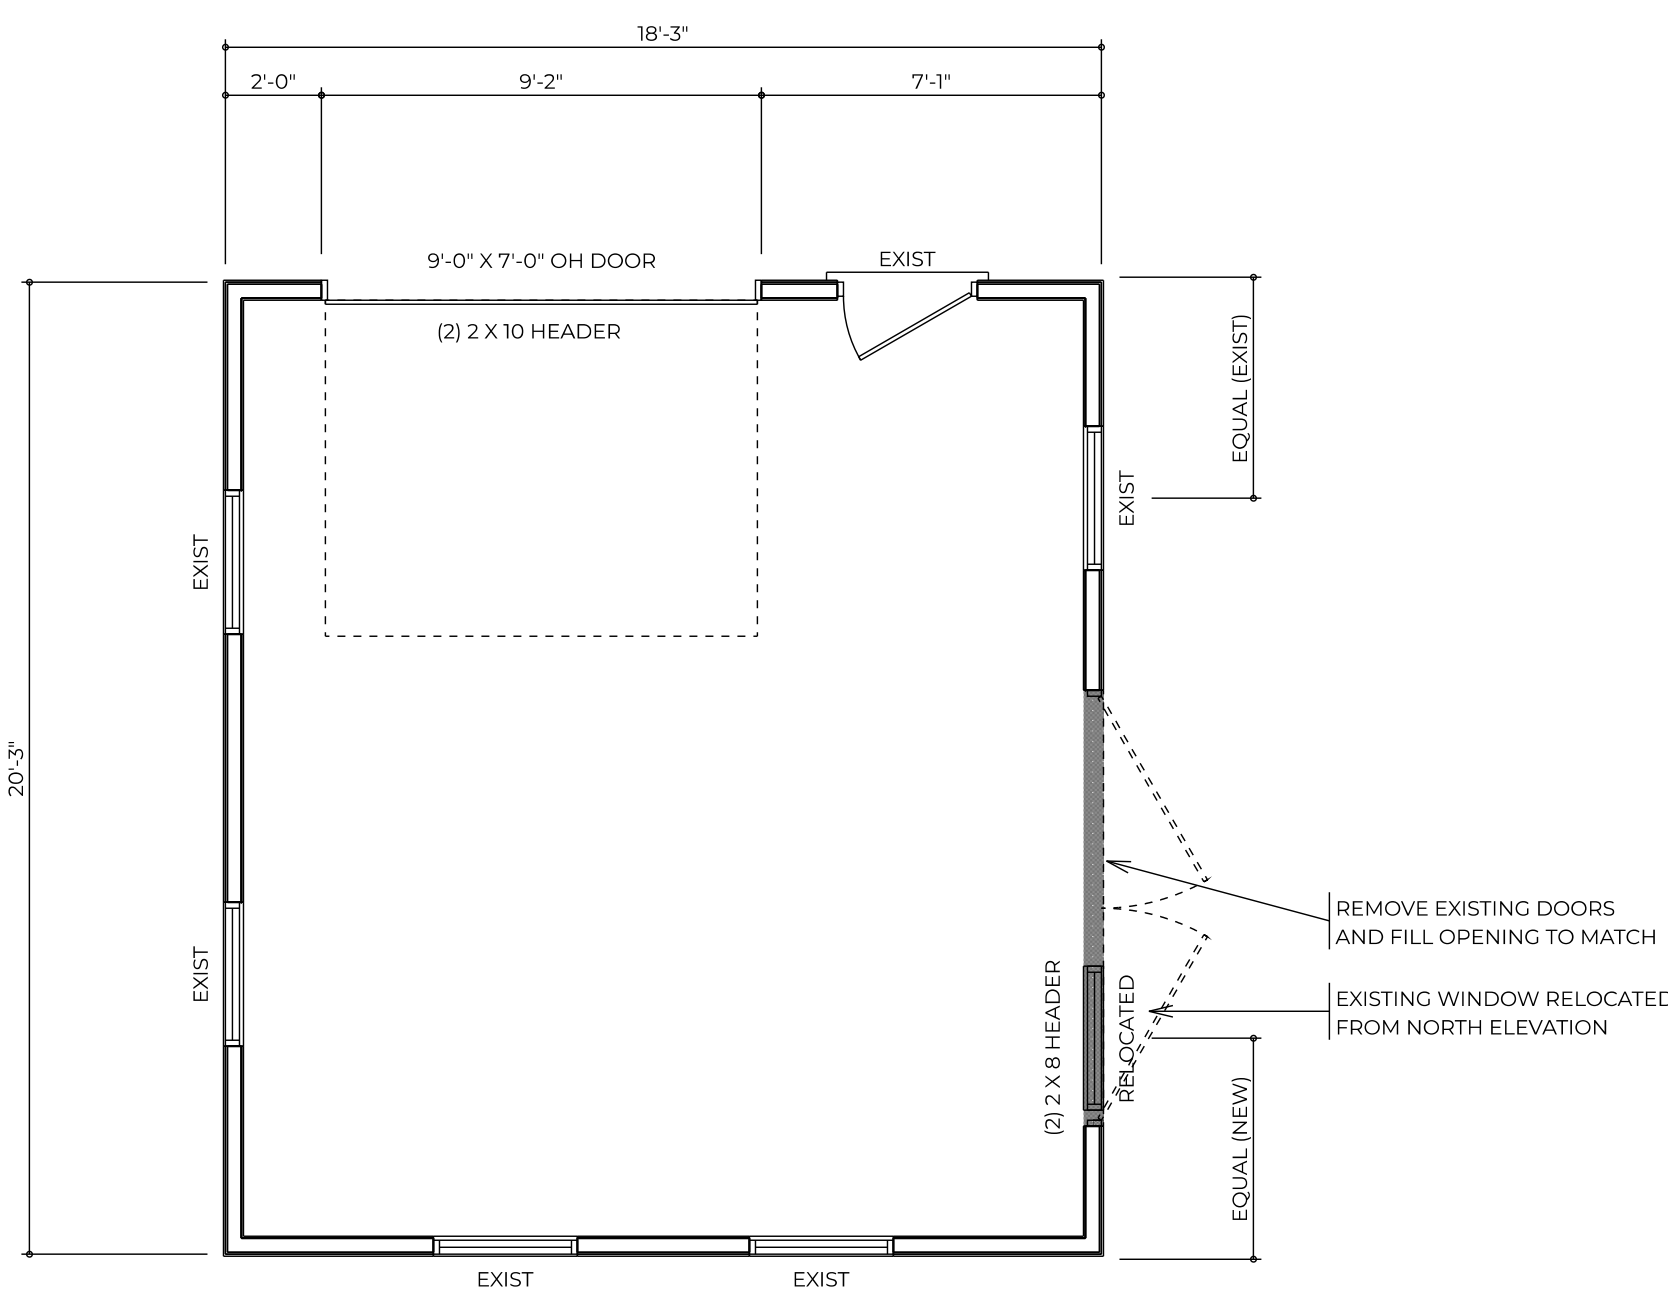 18'-3"
2'-0"
9'-2"
7'-1"
9'-0" X 7'-0" OH DOOR
EXIST
(2) 2 X 10 HEADER
EQUAL (EXIST)
EXIST
EXIST
20'-3"
REMOVE EXISTING DOORS
AND FILL OPENING TO MATCH
EXIST
(2) 2 X 8 HEADER
RELOCATED
EXISTING WINDOW RELOCATED
FROM NORTH ELEVATION
EQUAL (NEW)
EXIST
EXIST